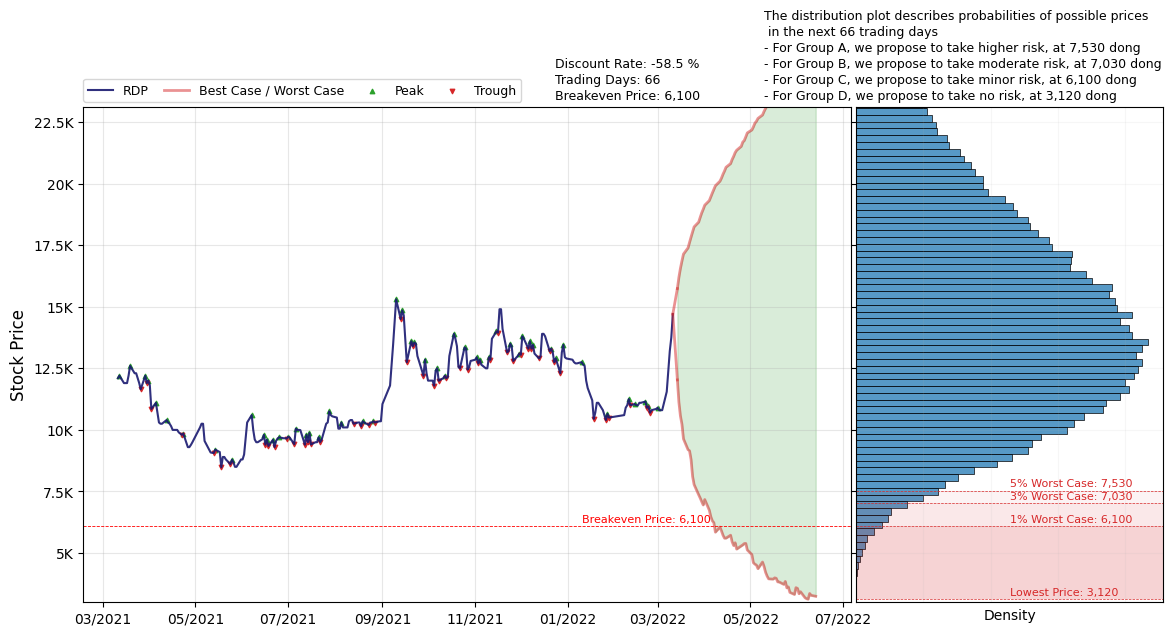 The distribution plot describes probabilities of possible prices
in the next 66 trading days
- For Group A, we propose to take higher risk, at 7,530 dong
- For Group B, we propose to take moderate risk, at 7,030 dong
- For Group C, we propose to take minor risk, at 6,100 dong
- For Group D, we propose to take no risk, at 3,120 dong
Discount Rate: -58.5 %
Trading Days: 66
Breakeven Price: 6,100
RDP
Best Case / Worst Case
Peak
Trough
Stock Price
22.5K
20K
17.5K
15K
12.5K
10K
7.5K
5K
Breakeven Price: 6,100
5% Worst Case: 7,530
3% Worst Case: 7,030
1% Worst Case: 6,100
Lowest Price: 3,120
03/2021
05/2021
07/2021
09/2021
11/2021
01/2022
03/2022
05/2022
07/2022
Density